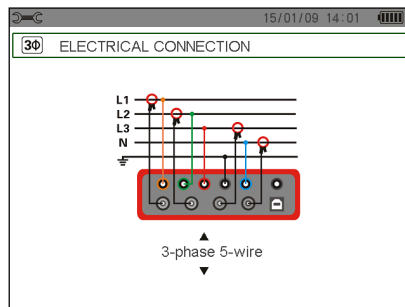 15/01/09 14:01
3Φ ELECTRICAL CONNECTION
L1
L2
L3
N
3-phase 5-wire